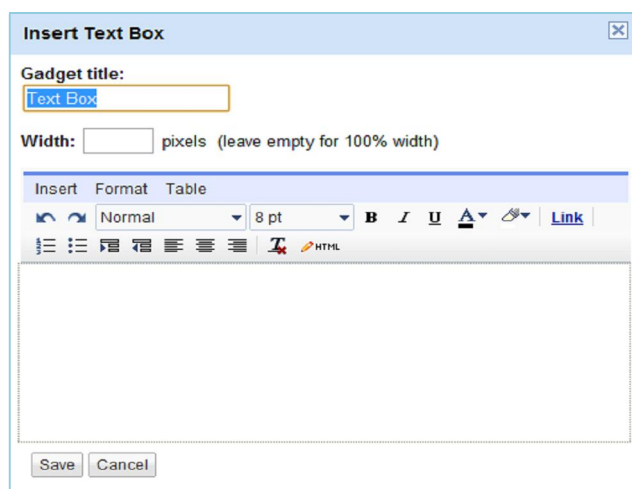 Insert Text Box
Gadget title:
Text Box
Width: pixels (leave empty for 100% width)
Insert Format Table
Normal 8 pt B I U A Link
T HTML
Save Cancel